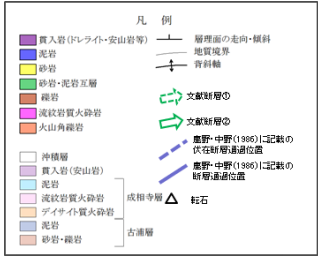 凡 例
貫入岩(ドレライト・安山岩等)
泥岩
砂岩
砂岩・泥岩互層
礫岩
流紋質火砕岩
火山角礫岩
層理面の走向・傾斜
地質境界
背斜軸
文献断層①
文献断層②
鹿野・中野(1986)に記載の
伏在断層通過位置
鹿野・中野(1986)に記載の
断層通過位置
転石
沖積層
貫入岩(安山岩)
泥岩
流紋岩質火砕岩
デイサイト質火砕岩
成相寺層
泥岩
砂岩・礫岩
古浦層